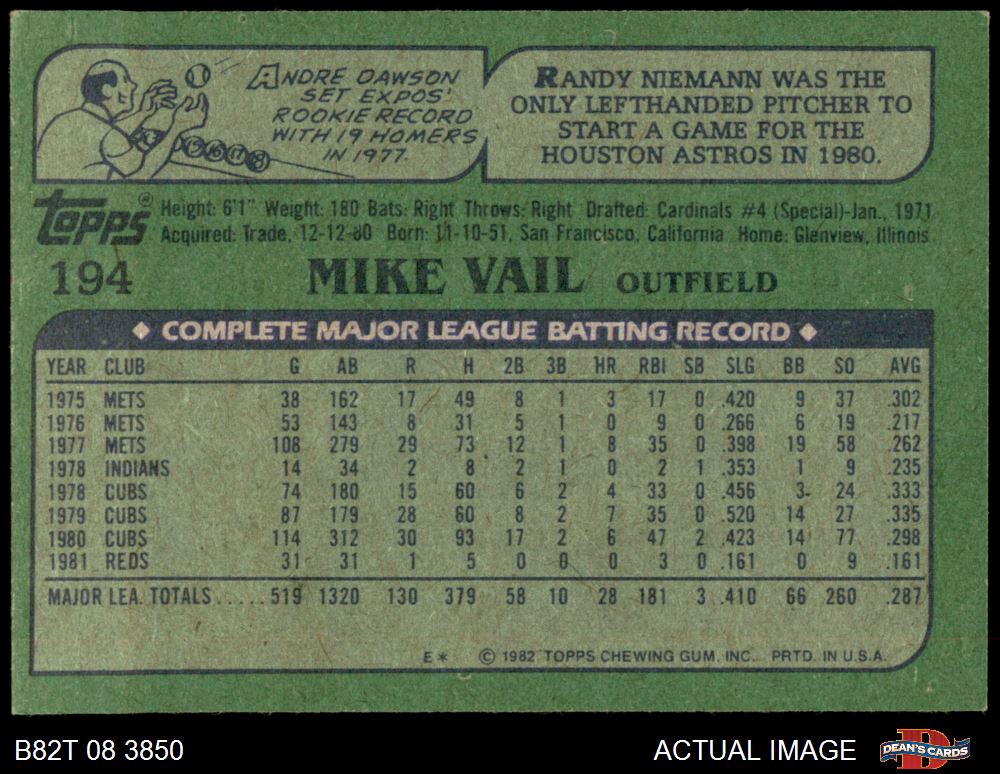 ANDRE DAWSON
SET EXPOS'
ROOKIE RECORD
WITH 19 HOMERS
IN 1977.
RANDY NIEMANN WAS THE
ONLY LEFTHANDED PITCHER TO
START A GAME FOR THE
HOUSTON ASTROS IN 1980.
topps®
Height: 6'1" Weight: 180 Bats: Right Throws: Right Drafted: Cardinals #4 (Special)-Jan., 1971
Acquired: Trade, 12-12-80 Born: 11-10-51, San Francisco, California Home: Glenview, Illinois
194 MIKE VAIL OUTFIELD
◆ COMPLETE MAJOR LEAGUE BATTING RECORD ◆
YEAR CLUB G AB R H 2B 3B HR RBI SB SLG BB SO AVG
1975 METS 38 162 17 49 8 1 3 17 0 .420 9 37 .302
1976 METS 53 143 8 31 5 1 0 9 0 .266 6 19 .217
1977 METS 108 279 29 73 12 1 8 35 0 .398 19 58 .262
1978 INDIANS 14 34 2 8 2 1 0 2 1 .353 1 9 .235
1978 CUBS 74 180 15 60 6 2 4 33 0 .456 3 24 .333
1979 CUBS 87 179 28 60 8 2 7 35 0 .520 14 27 .335
1980 CUBS 114 312 30 93 17 2 6 47 2 .423 14 77 .298
1981 REDS 31 31 1 5 0 0 0 3 0 .161 0 9 .161
MAJOR LEA. TOTALS..... 519 1320 130 379 58 10 28 181 3 .410 66 260 .287
E* © 1982 TOPPS CHEWING GUM, INC. PRTD. IN U.S.A.
B82T 08 3850 ACTUAL IMAGE DEAN'S CARDS